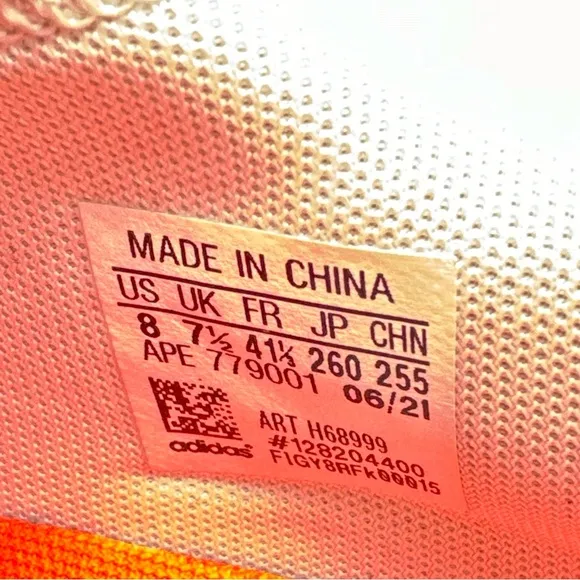 MADE IN CHINA
US UK FR JP CHN
8 7½ 41⅓ 260 255
APE 779001 06/21
ART H68999
#128204400
F1GY8RFK00015
adidas